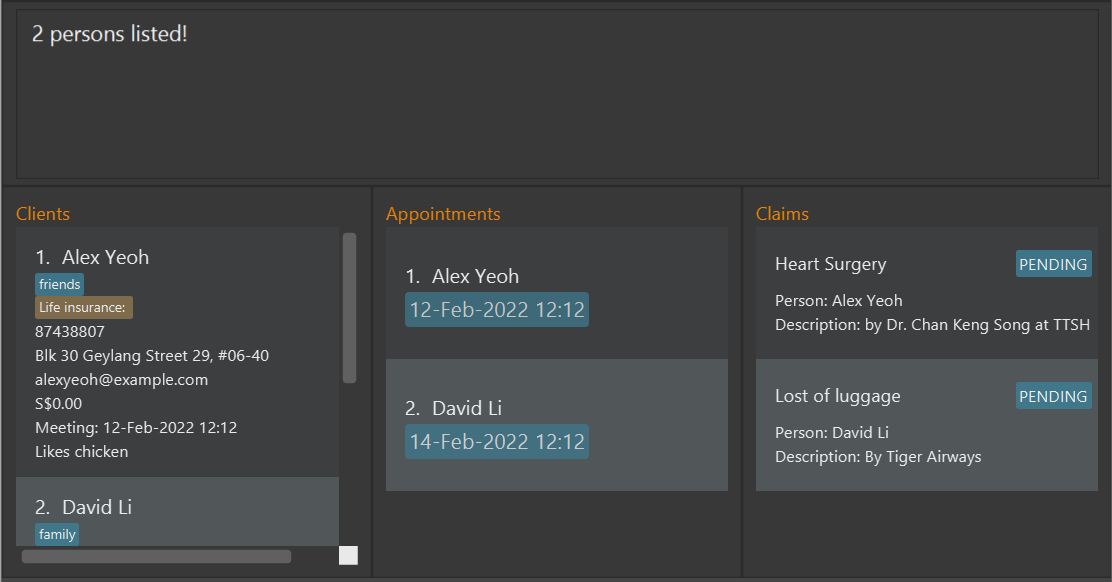 2 persons listed!
Clients
1. Alex Yeoh
friends
Life insurance:
87438807
Blk 30 Geylang Street 29, #06-40
alexyeoh@example.com
S$0.00
Meeting: 12-Feb-2022 12:12
Likes chicken
2. David Li
family
Appointments
1. Alex Yeoh
12-Feb-2022 12:12
2. David Li
14-Feb-2022 12:12
Claims
Heart Surgery
PENDING
Person: Alex Yeoh
Description: by Dr. Chan Keng Song at TTSH
Lost of luggage
PENDING
Person: David Li
Description: By Tiger Airways